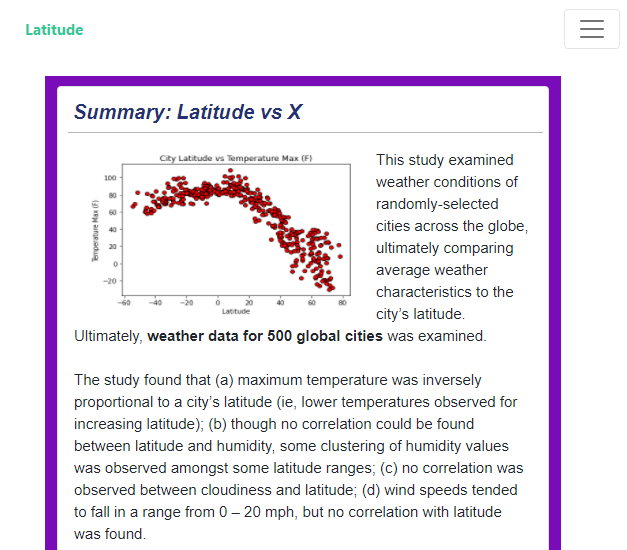 Latitude
Summary: Latitude vs X
City Latitude vs Temperature Max (F)
Temperature Max (F)
100
80
60
40
20
0
−20
−60 −40 −20 0 20 40 60 80
Latitude
This study examined
weather conditions of
randomly-selected
cities across the globe,
ultimately comparing
average weather
characteristics to the
city’s latitude.
Ultimately, weather data for 500 global cities was examined.
The study found that (a) maximum temperature was inversely
proportional to a city’s latitude (ie, lower temperatures observed for
increasing latitude); (b) though no correlation could be found
between latitude and humidity, some clustering of humidity values
was observed amongst some latitude ranges; (c) no correlation was
observed between cloudiness and latitude; (d) wind speeds tended
to fall in a range from 0 – 20 mph, but no correlation with latitude
was found.